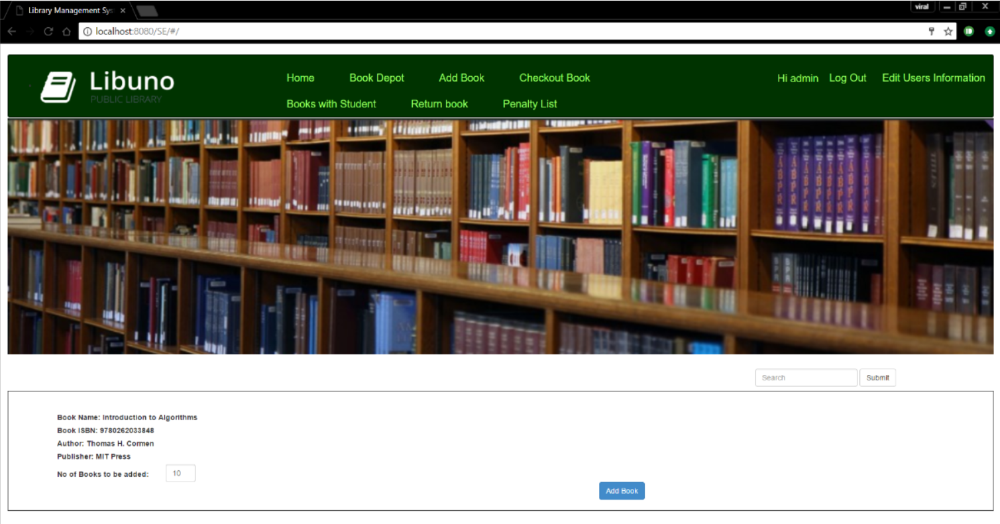 Library Management Sys
viral
localhost:8080/SE/#/
Libuno
PUBLIC LIBRARY
Home Book Depot Add Book Checkout Book
Books with Student Return book Penalty List
Hi admin Log Out Edit Users Information
Search Submit
Book Name: Introduction to Algorithms
Book ISBN: 9780262033848
Author: Thomas H. Cormen
Publisher: MIT Press
No of Books to be added: 10
Add Book